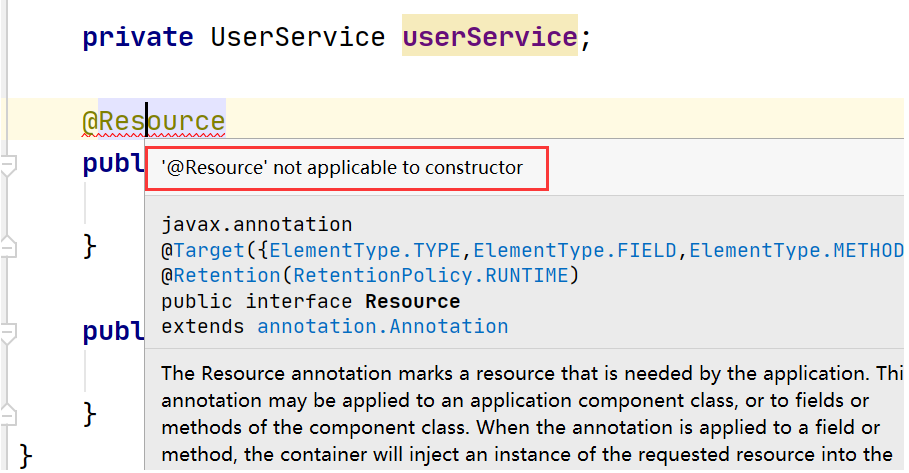 private UserService userService;
@Resource
publ
'@Resource' not applicable to constructor
javax.annotation
@Target({ElementType.TYPE,ElementType.FIELD,ElementType.METHOD
@Retention(RetentionPolicy.RUNTIME)
public interface Resource
extends annotation.Annotation
}
publ
The Resource annotation marks a resource that is needed by the application. Thi
annotation may be applied to an application component class, or to fields or
methods of the component class. When the annotation is applied to a field or
method, the container will inject an instance of the requested resource into the
}
}